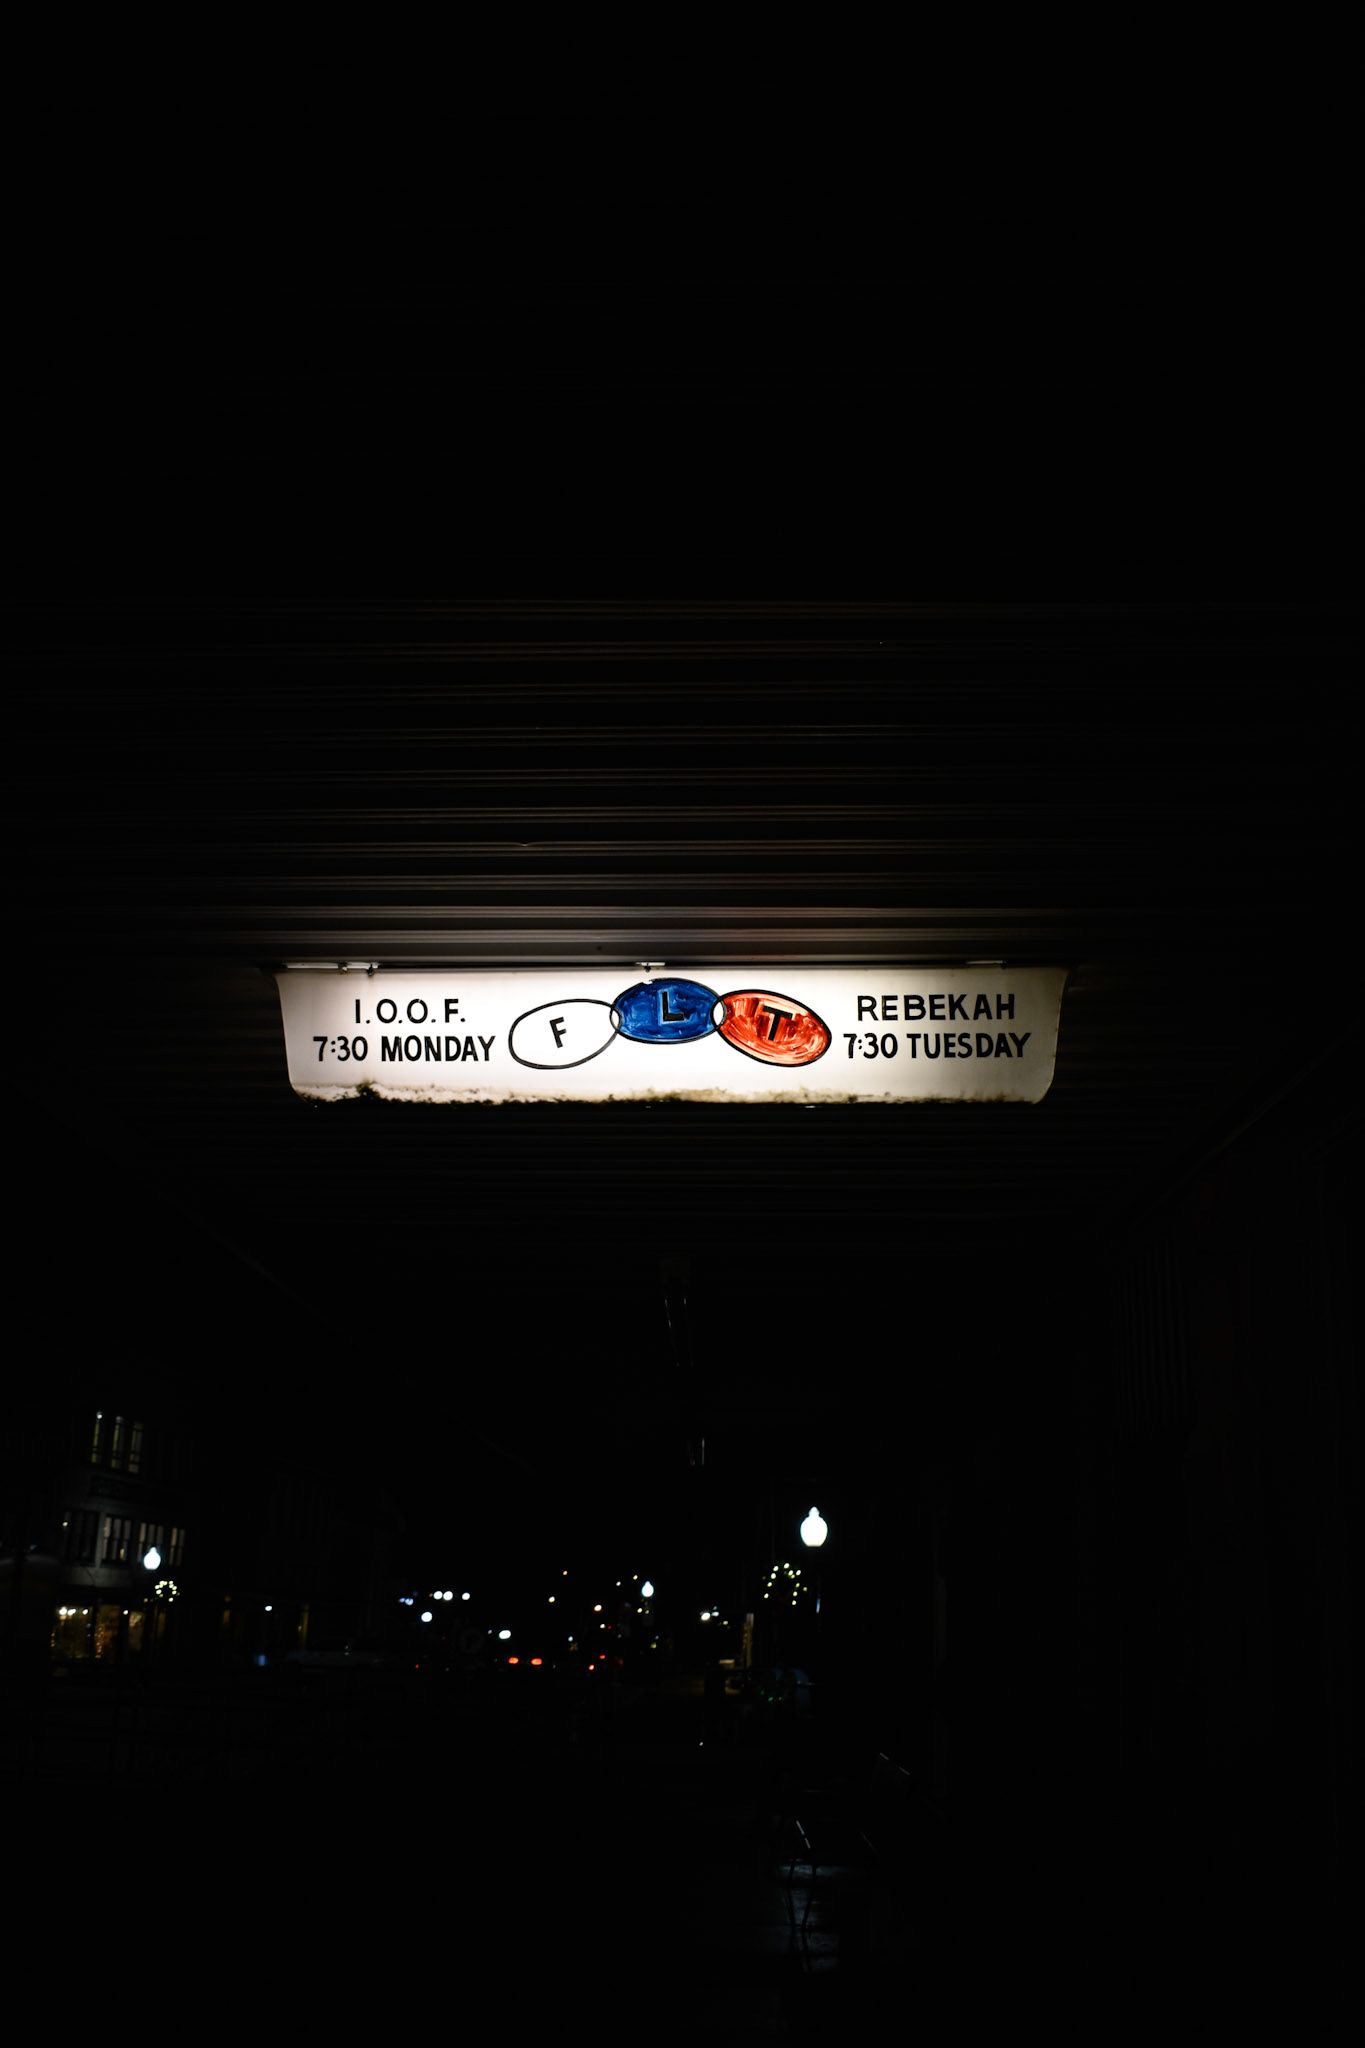 I.O.O.F.
7:30 MONDAY
F
L
T
REBEKAH
7:30 TUESDAY